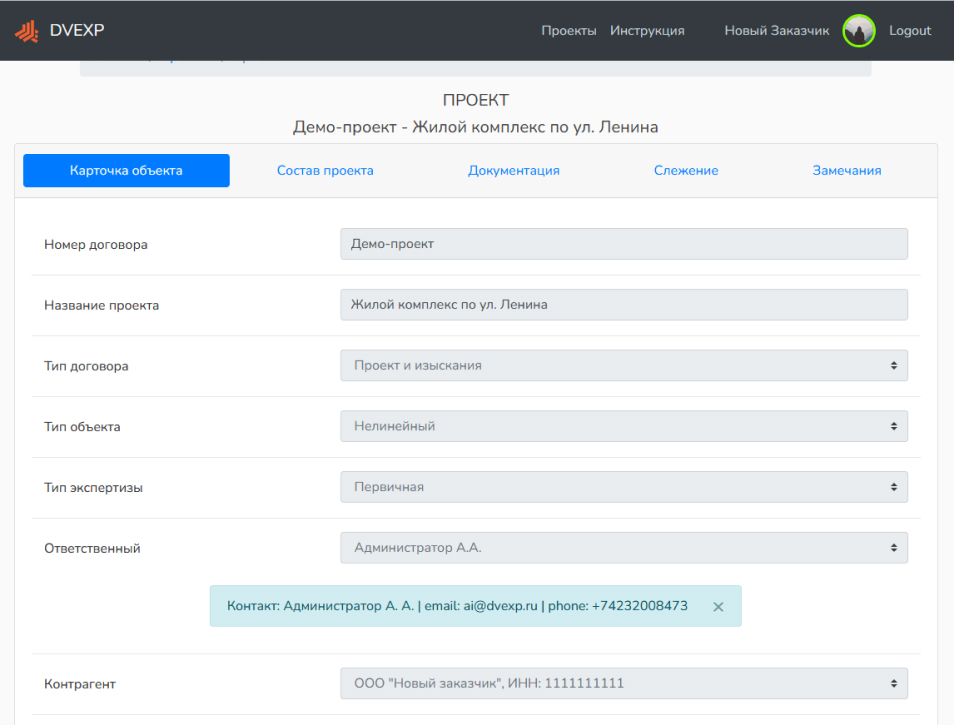 DVEXP Проекты Инструкция Новый Заказчик Logout
ПРОЕКТ
Демо-проект - Жилой комплекс по ул. Ленина
Карточка объекта Состав проекта Документация Слежение Замечания
Номер договора Демо-проект
Название проекта Жилой комплекс по ул. Ленина
Тип договора Проект и изыскания
Тип объекта Нелинейный
Тип экспертизы Первичная
Ответственный Администратор А.А.
Контакт: Администратор А. А. | email: ai@dvexp.ru | phone: +74232008473 ×
Контрагент ООО "Новый заказчик", ИНН: 1111111111